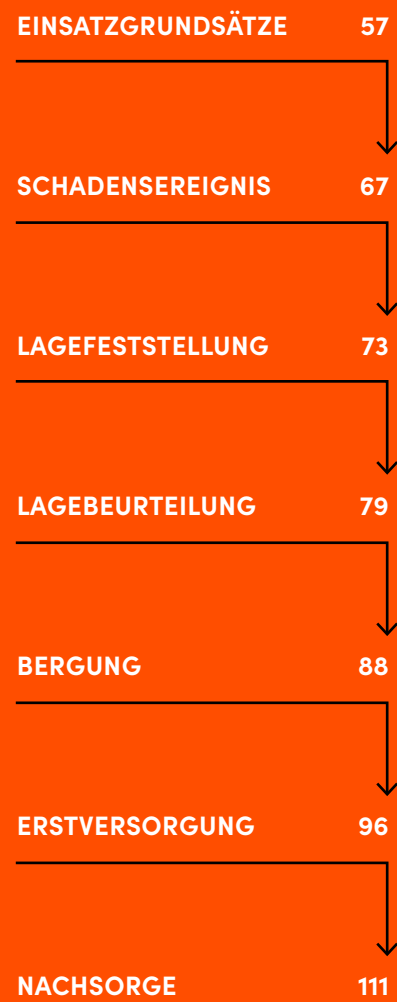 EINSATZGRUNDSÄTZE 57
SCHADENSEREIGNIS 67
LAGEFESTSTELLUNG 73
LAGEBEURTEILUNG 79
BERGUNG 88
ERSTVERSORGUNG 96
NACHSORGE 111